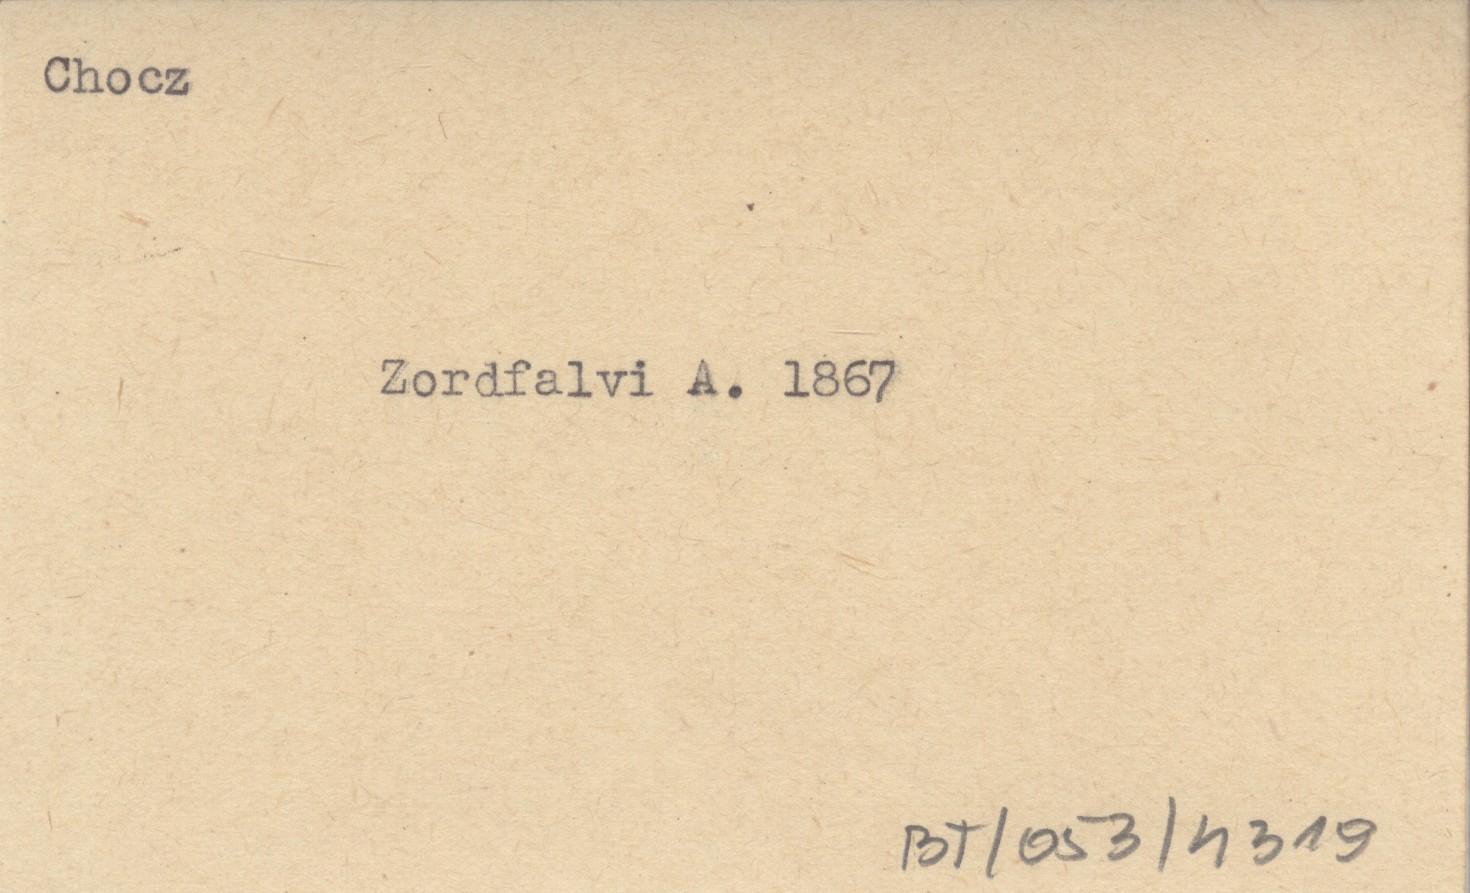 Chocz
Zordfalvi A. 1867
BT/053/4319